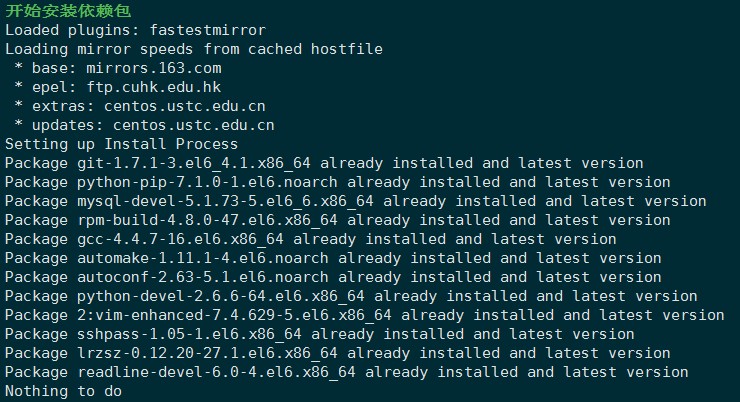 开始安装依赖包
Loaded plugins: fastestmirror
Loading mirror speeds from cached hostfile
 * base: mirrors.163.com
 * epel: ftp.cuhk.edu.hk
 * extras: centos.ustc.edu.cn
 * updates: centos.ustc.edu.cn
Setting up Install Process
Package git-1.7.1-3.el6_4.1.x86_64 already installed and latest version
Package python-pip-7.1.0-1.el6.noarch already installed and latest version
Package mysql-devel-5.1.73-5.el6_6.x86_64 already installed and latest version
Package rpm-build-4.8.0-47.el6.x86_64 already installed and latest version
Package gcc-4.4.7-16.el6.x86_64 already installed and latest version
Package automake-1.11.1-4.el6.noarch already installed and latest version
Package autoconf-2.63-5.1.el6.noarch already installed and latest version
Package python-devel-2.6.6-64.el6.x86_64 already installed and latest version
Package 2:vim-enhanced-7.4.629-5.el6.x86_64 already installed and latest version
Package sshpass-1.05-1.el6.x86_64 already installed and latest version
Package lrzsz-0.12.20-27.1.el6.x86_64 already installed and latest version
Package readline-devel-6.0-4.el6.x86_64 already installed and latest version
Nothing to do